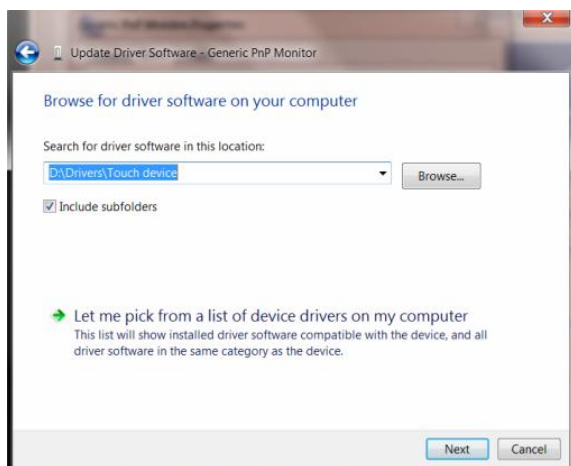 Update Driver Software - Generic PnP Monitor
Browse for driver software on your computer
Search for driver software in this location:
D:\Drivers\Touch device
Browse...
Include subfolders
Let me pick from a list of device drivers on my computer
This list will show installed driver software compatible with the device, and all
driver software in the same category as the device.
Next
Cancel